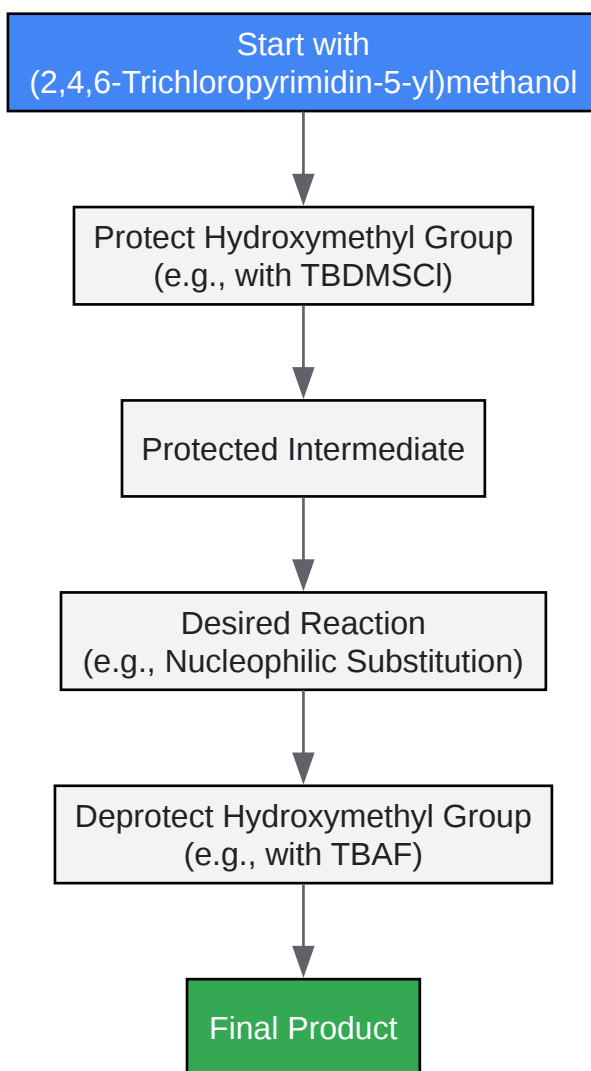 Start with
(2,4,6-Trichloropyrimidin-5-yl)methanol
Protect Hydroxymethyl Group
(e.g., with TBDMSCl)
Protected Intermediate
Desired Reaction
(e.g., Nucleophilic Substitution)
Deprotect Hydroxymethyl Group
(e.g., with TBAF)
Final Product